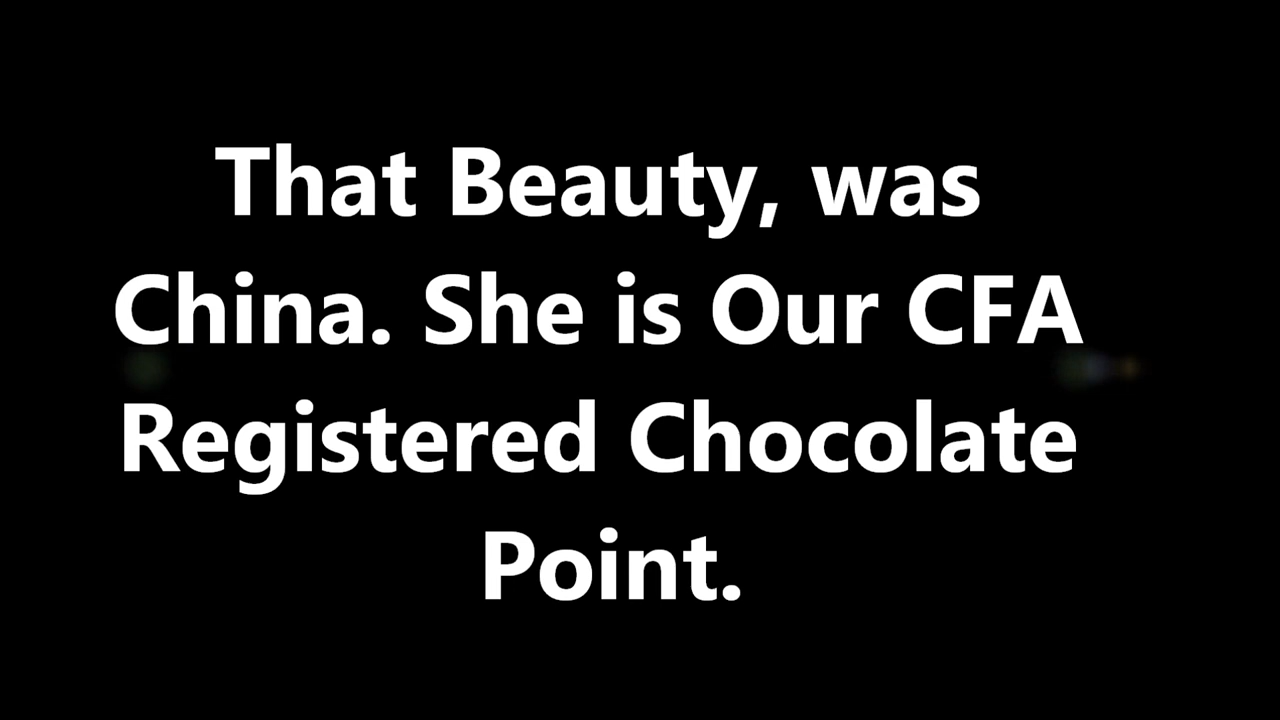 That Beauty, was
China. She is Our CFA
Registered Chocolate
Point.